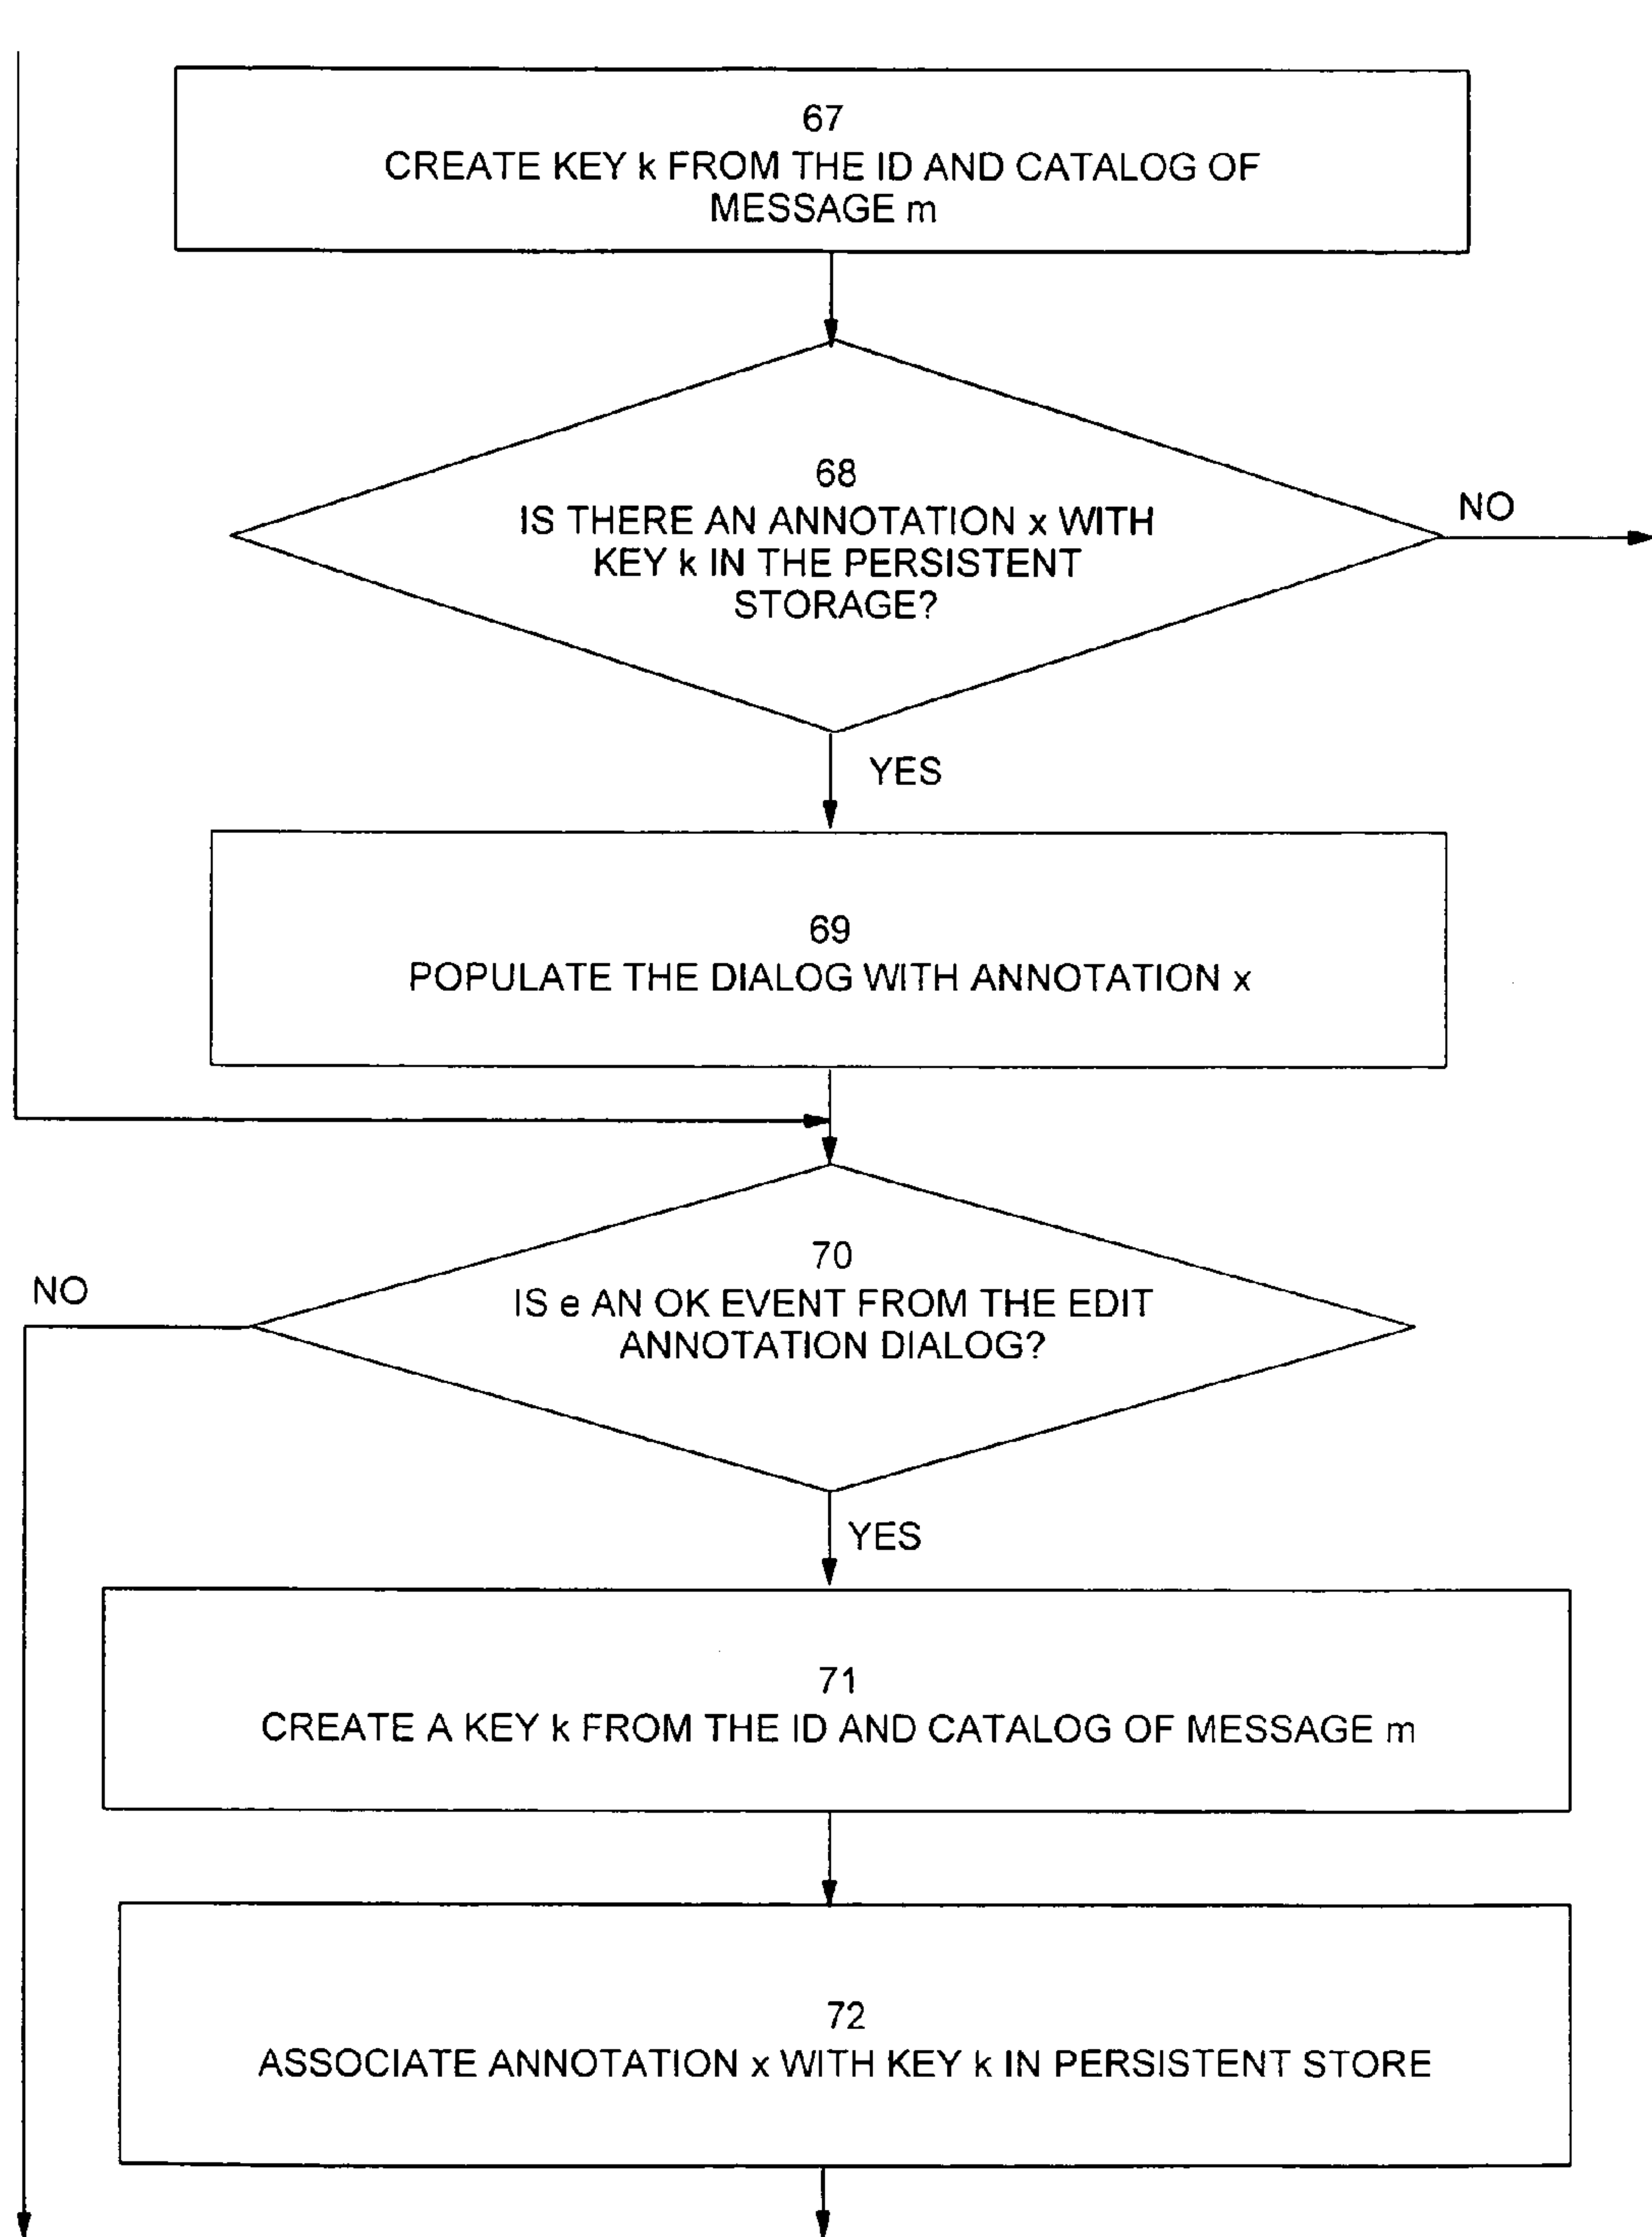 67
CREATE KEY k FROM THE ID AND CATALOG OF
MESSAGE m
68
IS THERE AN ANNOTATION x WITH
KEY k IN THE PERSISTENT
STORAGE?
NO
YES
69
POPULATE THE DIALOG WITH ANNOTATION x
70
IS e AN OK EVENT FROM THE EDIT
ANNOTATION DIALOG?
NO
YES
71
CREATE A KEY k FROM THE ID AND CATALOG OF MESSAGE m
72
ASSOCIATE ANNOTATION x WITH KEY k IN PERSISTENT STORE